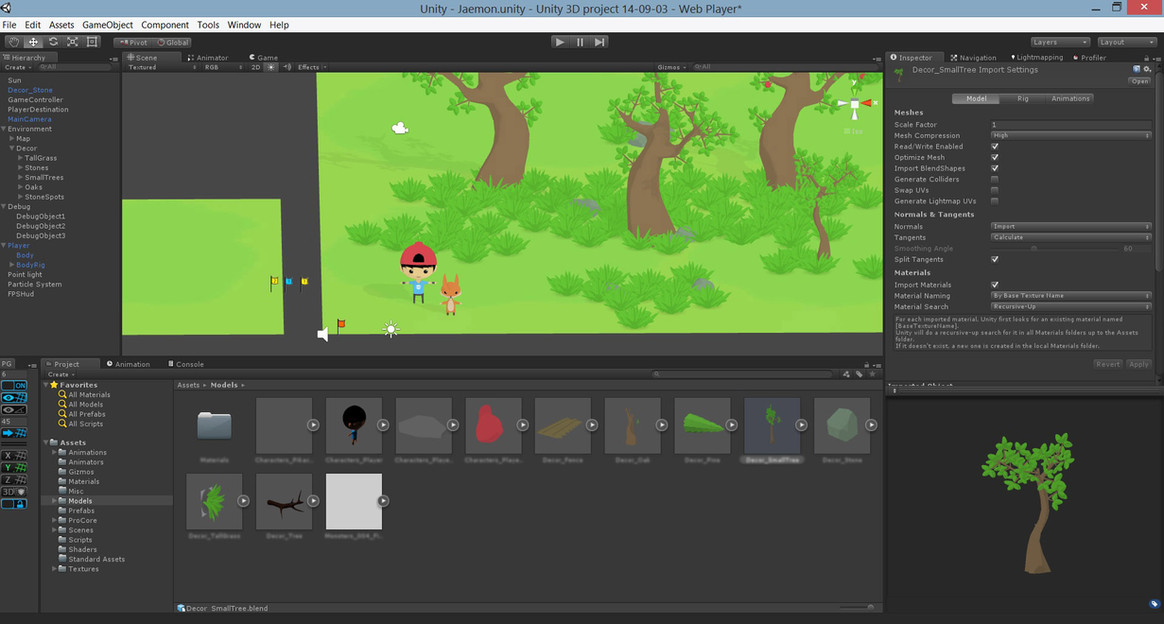 Unity - Jaemon.unity - Unity 3D project 14-09-03 - Web Player*
File Edit Assets GameObject Component Tools Window Help
Pivot Global
Layers Layout
Hierarchy
Create All
Sun
Decor_Stone
GameController
PlayerDestination
MainCamera
Environment
Map
Decor
TallGrass
Stones
SmallTrees
Oaks
StoneSpots
Debug
DebugObject1
DebugObject2
DebugObject3
Player
Body
BodyRig
Point light
Particle System
FPSHud
Scene Animator Game
Textured RGB 2D Effects Gizmos All
Inspector Navigation Lightmapping Profiler
Decor_SmallTree Import Settings
Open
Model Rig Animations
Meshes
Scale Factor 1
Mesh Compression High
Read/Write Enabled
Optimize Mesh
Import BlendShapes
Generate Colliders
Swap UVs
Generate Lightmap UVs
Normals & Tangents
Normals Import
Tangents Calculate
Smoothing Angle 60
Split Tangents
Materials
Import Materials
Material Naming By Base Texture Name
Material Search Recursive-Up
For each imported material, Unity first looks for an existing material named
[BaseTextureName].
Unity will do a recursive-up search for it in all Materials folders up to the Assets
folder.
If it doesn't exist, a new one is created in the local Materials folder.
Revert Apply
Imported Object
PG
6
ON
45
X
Y
Z
3D
Project Animation Console
Create
Favorites
All Materials
All Models
All Prefabs
All Scripts
Assets
Animations
Animators
Gizmos
Materials
Misc
Models
Prefabs
ProCore
Scenes
Scripts
Shaders
Standard Assets
Textures
Assets Models
Materials Characters_Player Decor_Fence Decor_Oak Decor_Pine Decor_SmallTree Decor_Stone
Decor_TallGrass Decor_Tree
Decor_SmallTree.blend